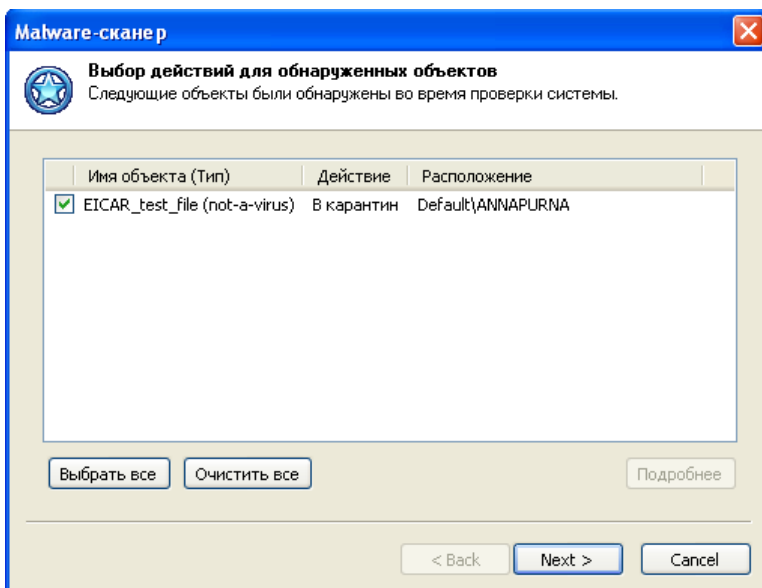 Malware-сканер
Выбор действий для обнаруженных объектов
Следующие объекты были обнаружены во время проверки системы.
Имя объекта (Тип) Действие Расположение
EICAR_test_file (not-a-virus) В карантин Default\ANNAPURNA
Выбрать все Очистить все Подробнее
< Back Next > Cancel